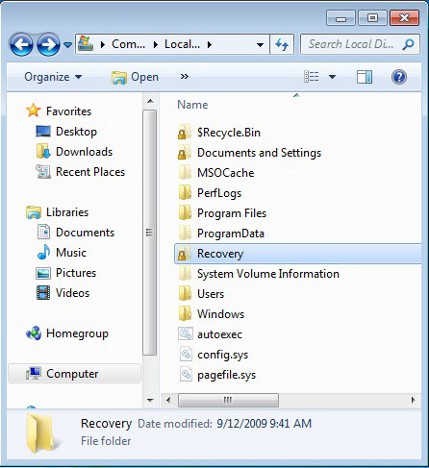 Com... Local... Search Local Di...
Organize Open »
Favorites
Desktop
Downloads
Recent Places
Libraries
Documents
Music
Pictures
Videos
Homegroup
Computer
Name
$Recycle.Bin
Documents and Settings
MSOCache
PerfLogs
Program Files
ProgramData
Recovery
System Volume Information
Users
Windows
autoexec
config.sys
pagefile.sys
Recovery Date modified: 9/12/2009 9:41 AM
File folder